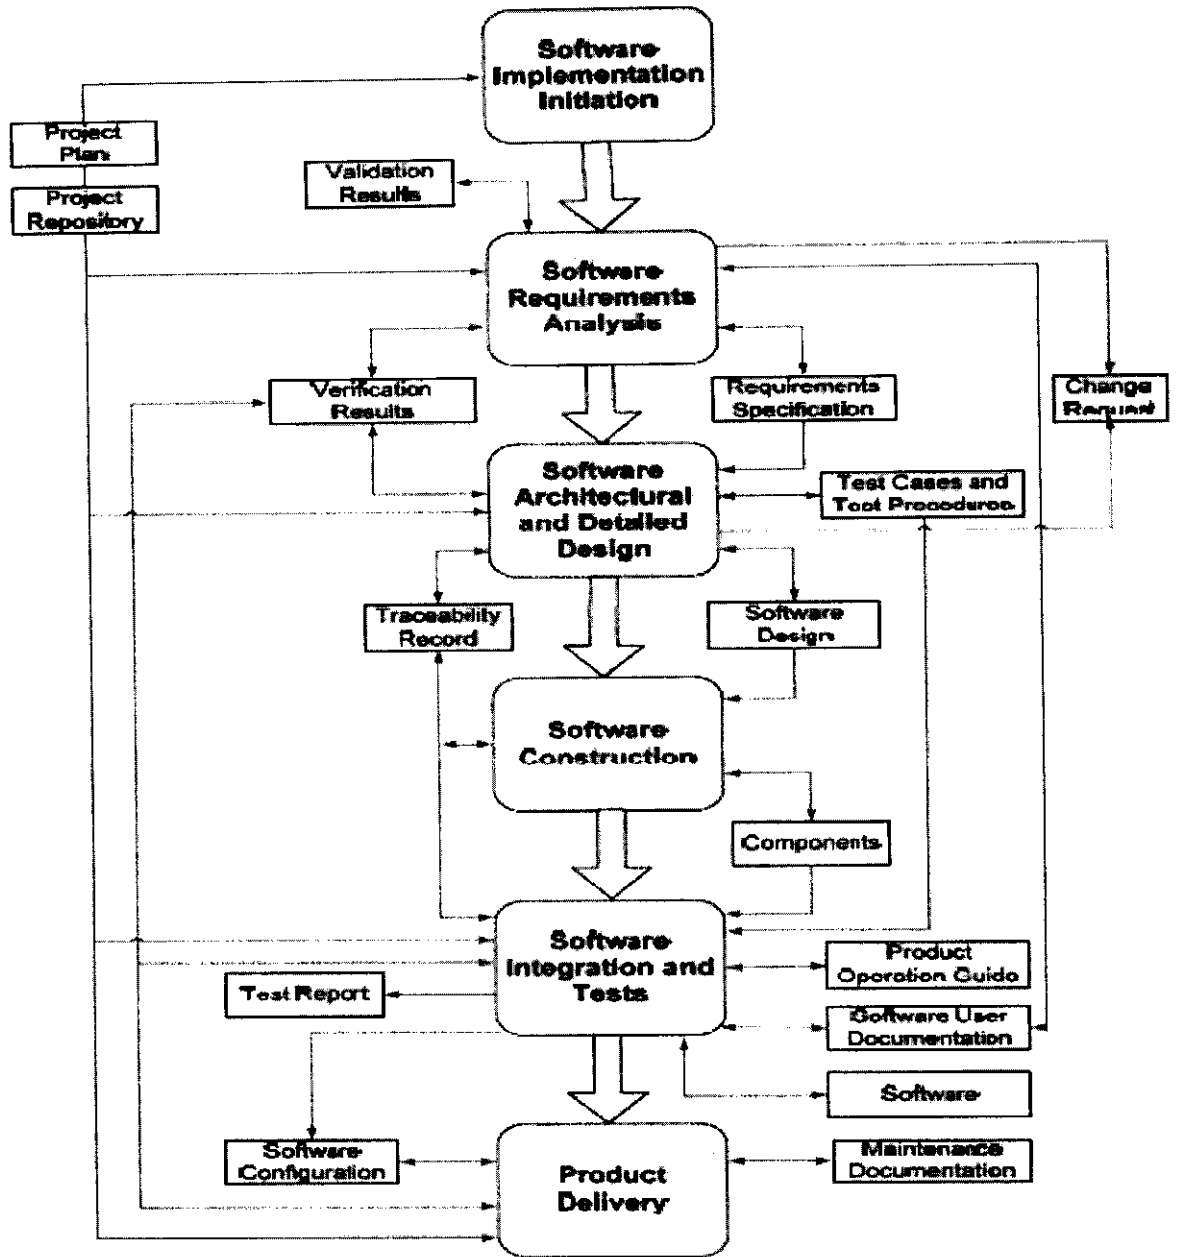 Software
Implementation
Initiation
Project
Plan
Validation
Results
Project
Repository
Software
Requirements
Analysis
Verification
Results
Requirements
Specification
Change
Request
Software
Architectural
and Detailed
Design
Test Cases and
Test Procedures
Traceability
Record
Software
Design
Software
Construction
Components
Software
Integration and
Tests
Product
Operation Guide
Test Report
Software User
Documentation
Software
Software
Configuration
Product
Delivery
Maintenance
Documentation